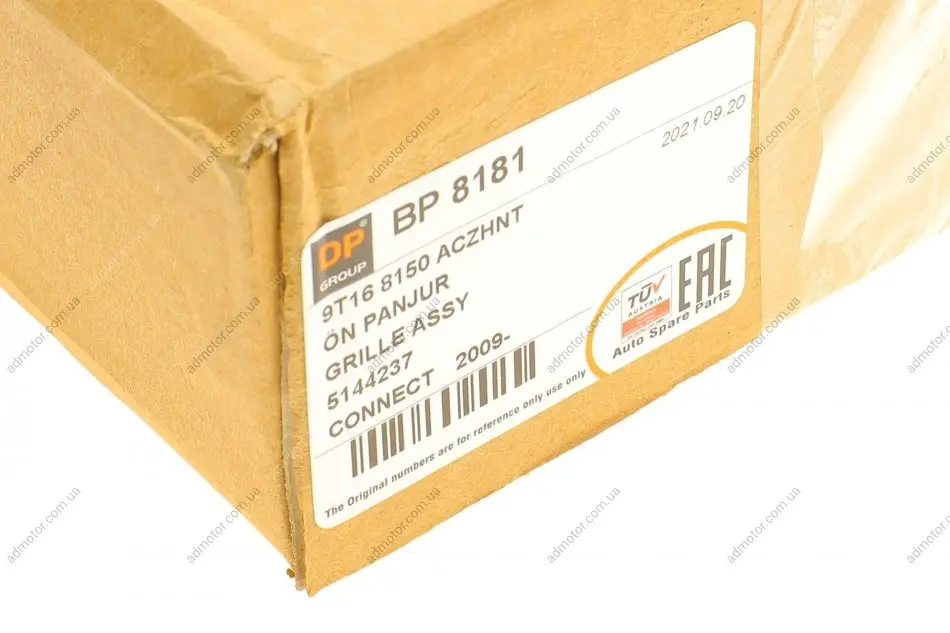 2021.09.20
DP®
GROUP
BP 8181
9T16 8150 ACZHNT
ÖN PANJUR
GRILLE ASSY
5144237
CONNECT 2009-
TÜV
AUSTRIA
EAC
Auto Spare Parts
The Original numbers are for reference only use only
admotor.com.ua